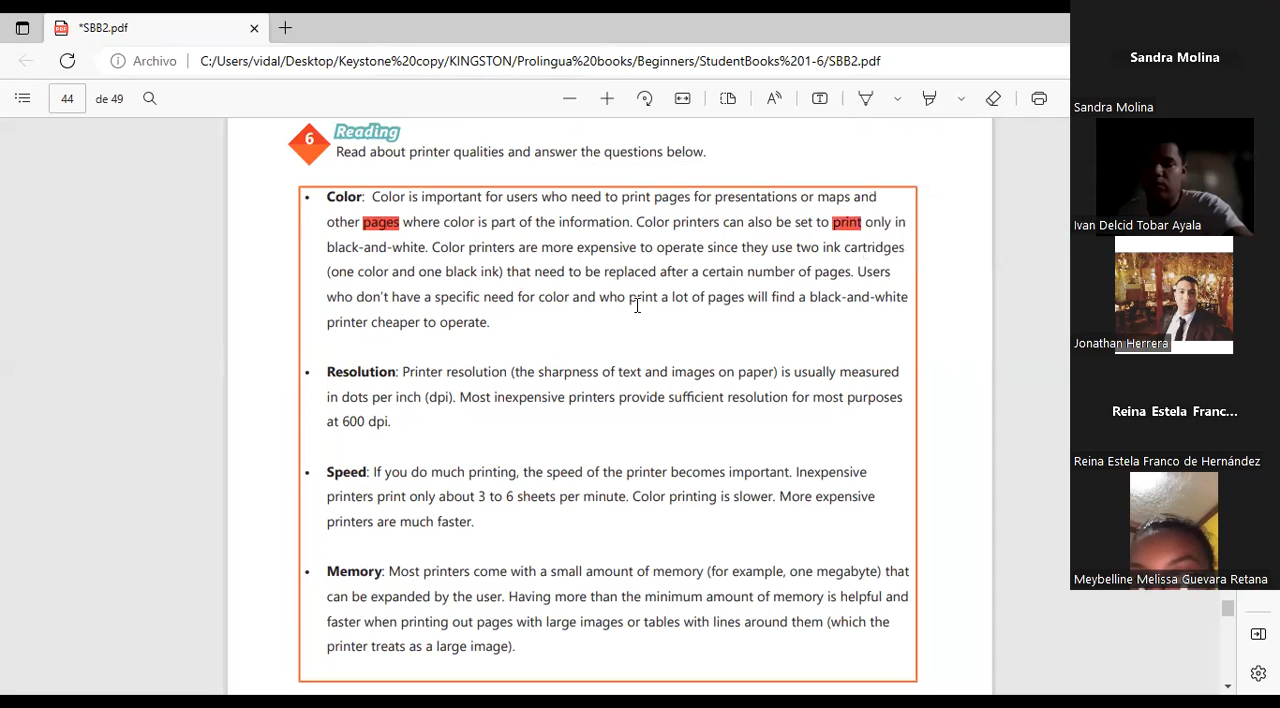 *SBB2.pdf
Archivo
C:/Users/vidal/Desktop/Keystone%20copy/KINGSTON/Prolingua%20books/Beginners/StudentBooks%201-6/SBB2.pdf
44 de 49
6 Reading
Read about printer qualities and answer the questions below.
• Color: Color is important for users who need to print pages for presentations or maps and
other pages where color is part of the information. Color printers can also be set to print only in
black-and-white. Color printers are more expensive to operate since they use two ink cartridges
(one color and one black ink) that need to be replaced after a certain number of pages. Users
who don't have a specific need for color and who print a lot of pages will find a black-and-white
printer cheaper to operate.
• Resolution: Printer resolution (the sharpness of text and images on paper) is usually measured
in dots per inch (dpi). Most inexpensive printers provide sufficient resolution for most purposes
at 600 dpi.
• Speed: If you do much printing, the speed of the printer becomes important. Inexpensive
printers print only about 3 to 6 sheets per minute. Color printing is slower. More expensive
printers are much faster.
• Memory: Most printers come with a small amount of memory (for example, one megabyte) that
can be expanded by the user. Having more than the minimum amount of memory is helpful and
faster when printing out pages with large images or tables with lines around them (which the
printer treats as a large image).
Sandra Molina
Sandra Molina
Ivan Delcid Tobar Ayala
Jonathan Herrera
Reina Estela Franc...
Reina Estela Franco de Hernández
Meybelline Melissa Guevara Retana